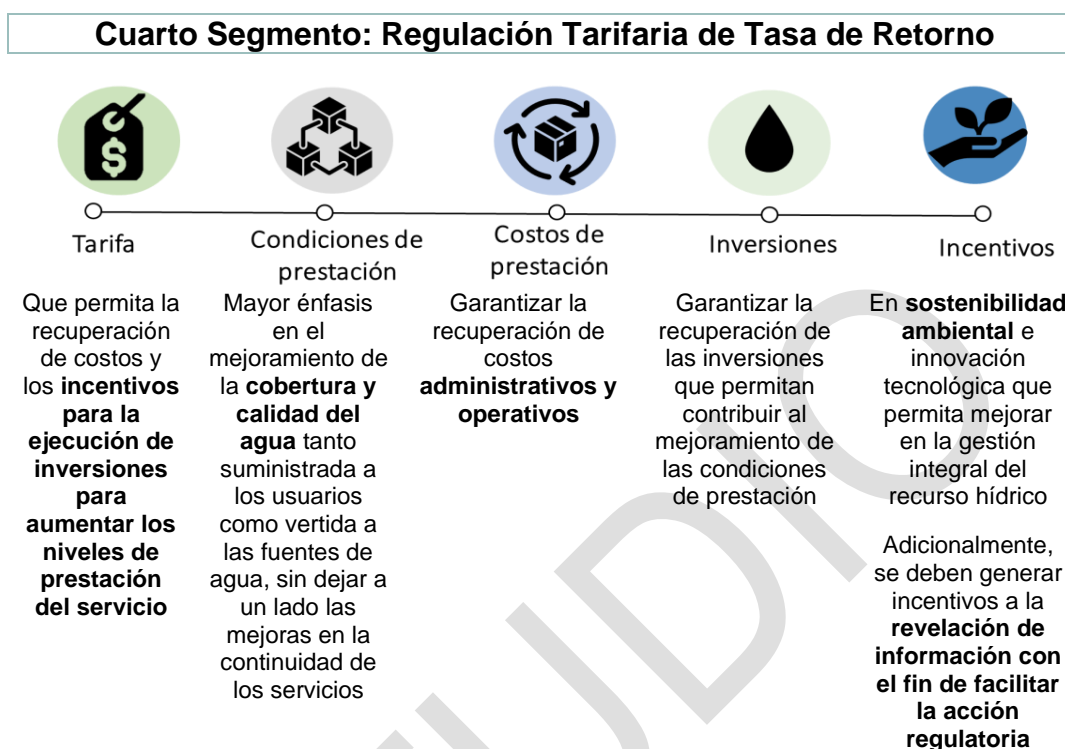 Cuarto Segmento: Regulación Tarifaria de Tasa de Retorno
Tarifa
Que permita la
recuperación
de costos y
los incentivos
para la
ejecución de
inversiones
para
aumentar los
niveles de
prestación
del servicio
Condiciones de
prestación
Mayor énfasis
en el
mejoramiento de
la cobertura y
calidad del
agua tanto
suministrada a
los usuarios
como vertida a
las fuentes de
agua, sin dejar a
un lado las
mejoras en la
continuidad de
los servicios
Costos de
prestación
Garantizar la
recuperación de
costos
administrativos y
operativos
Inversiones
Garantizar la
recuperación de
las inversiones
que permitan
contribuir al
mejoramiento de
las condiciones
de prestación
Incentivos
En sostenibilidad
ambiental e
innovación
tecnológica que
permita mejorar
en la gestión
integral del
recurso hídrico
Adicionalmente,
se deben generar
incentivos a la
revelación de
información con
el fin de facilitar
la acción
regulatoria
UDIO